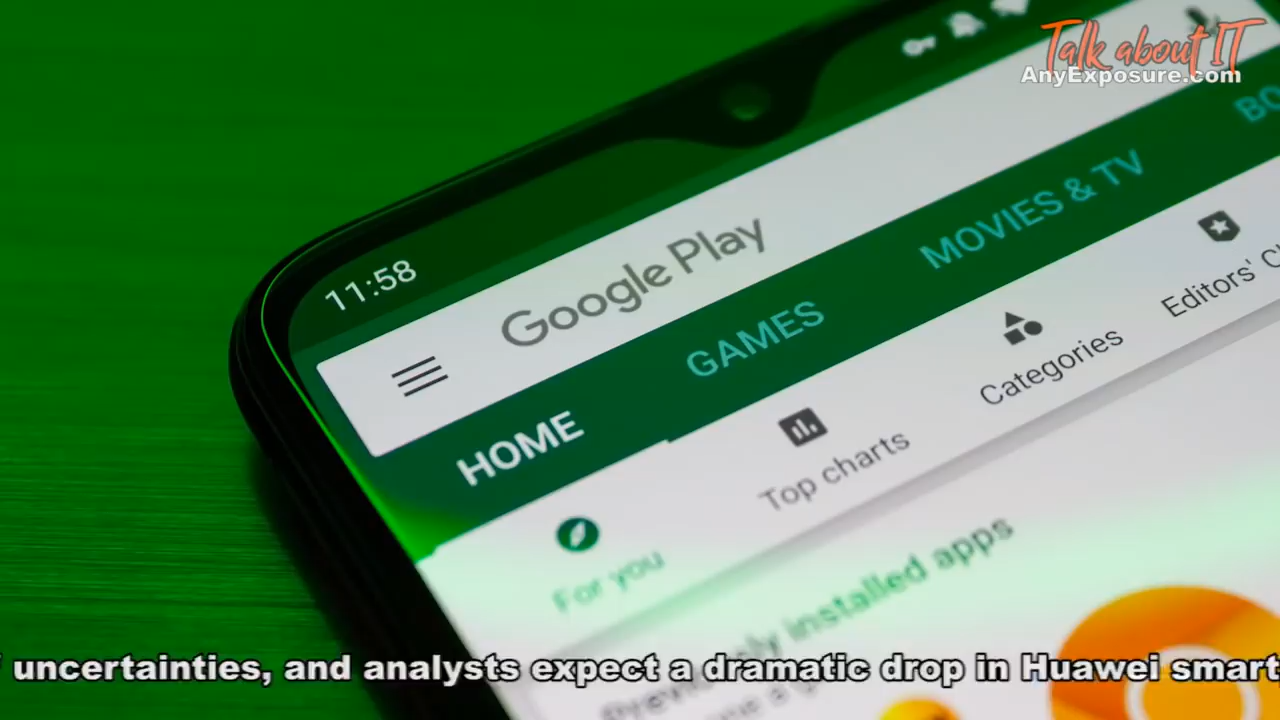 Talk about IT
AnyExposure.com
11:58
Google Play
HOME
GAMES
MOVIES & TV
BO
For you
Top charts
Categories
Editors' C
installed apps
uncertainties, and analysts expect a dramatic drop in Huawei smart